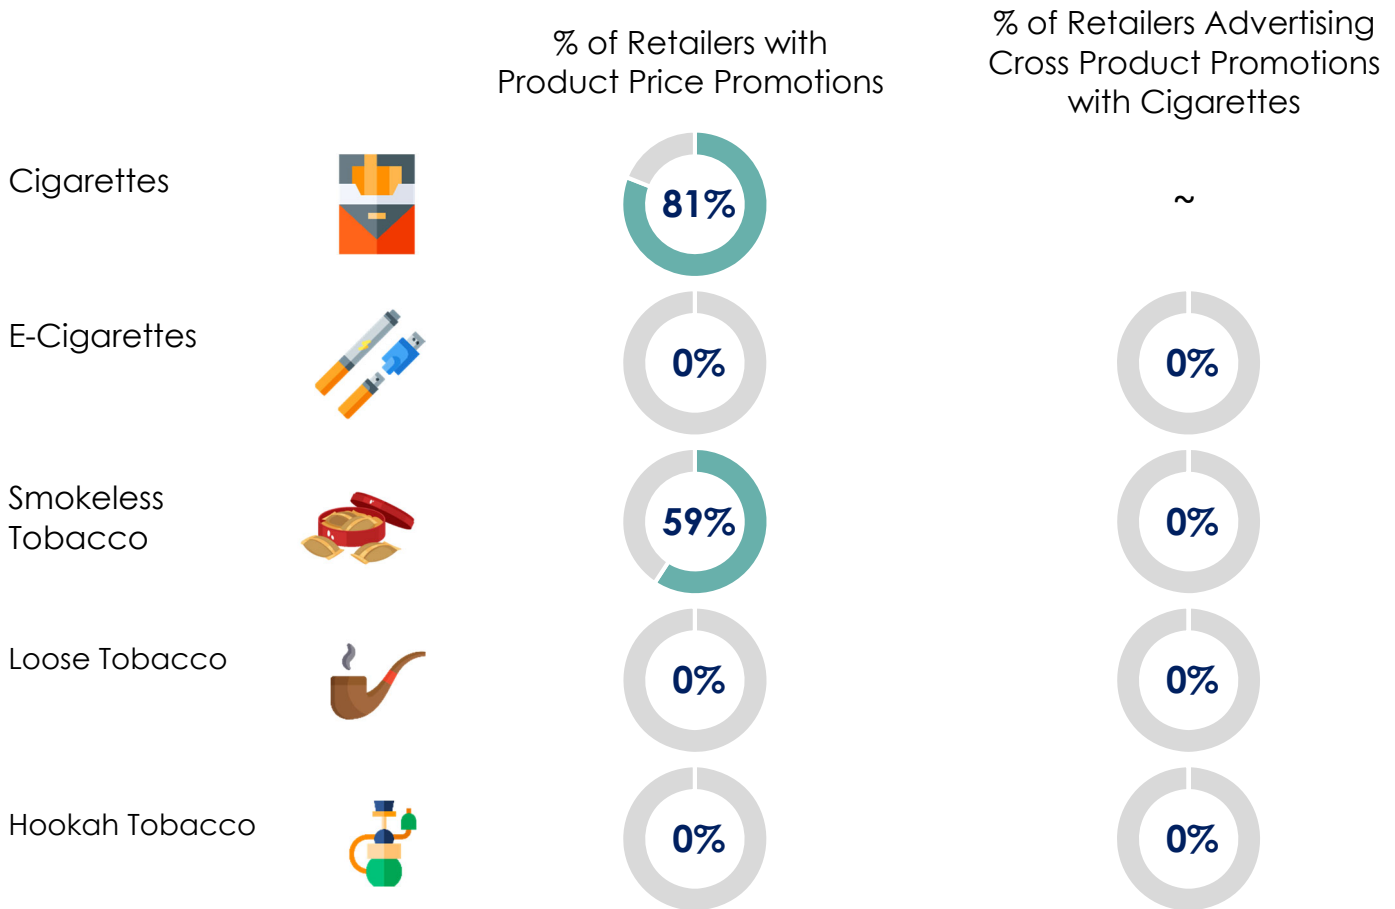 % of Retailers with
Product Price Promotions
% of Retailers Advertising
Cross Product Promotions
with Cigarettes
Cigarettes
81%
~
E-Cigarettes
0%
0%
Smokeless
Tobacco
59%
0%
Loose Tobacco
0%
0%
Hookah Tobacco
0%
0%